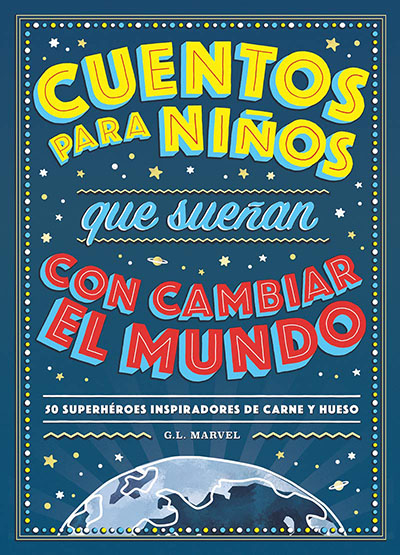 CUENTOS
PARA NIÑOS
que sueñan
CON CAMBIAR
EL MUNDO
50 SUPERHÉROES INSPIRADORES DE CARNE Y HUESO
G.L. MARVEL